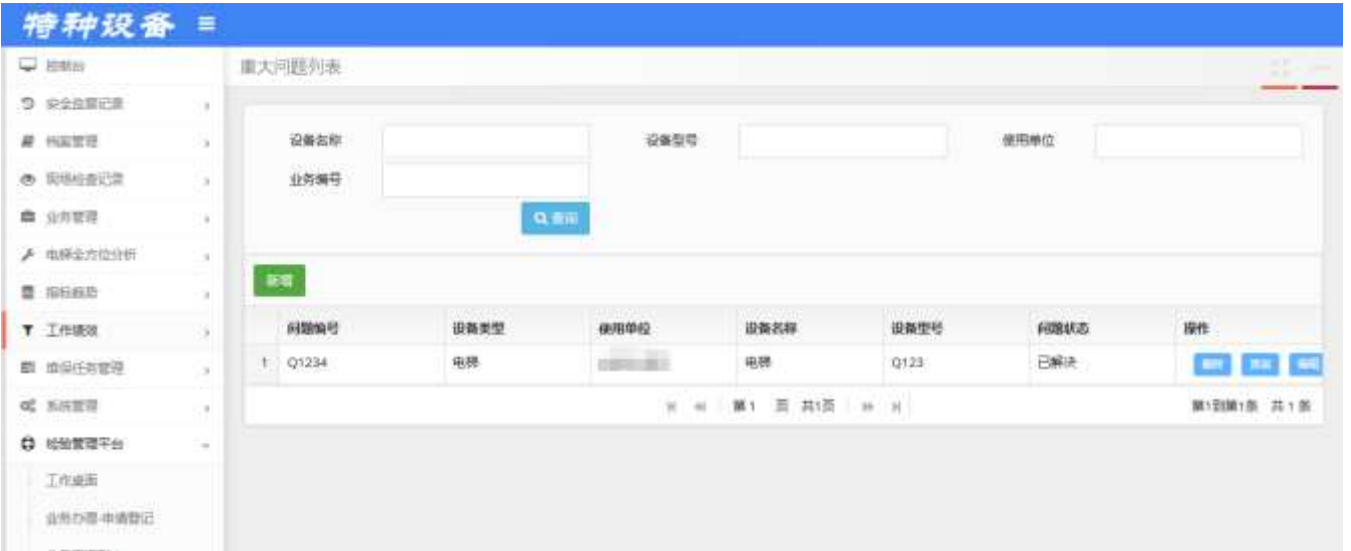 特种设备
控制台
重大问题列表
安全监察记录
档案管理
现场检查记录
业务管理
电梯全方位分析
指标趋势
工作绩效
维保任务管理
系统管理
检验管理平台
工作桌面
业务办理-申请登记
设备名称
设备型号
使用单位
业务编号
查询
新增
问题编号 设备类型 使用单位 设备名称 设备型号 问题状态 操作
1 Q1234 电梯 电梯 Q123 已解决
第 1 页 共1页
第1到第1条 共 1 条